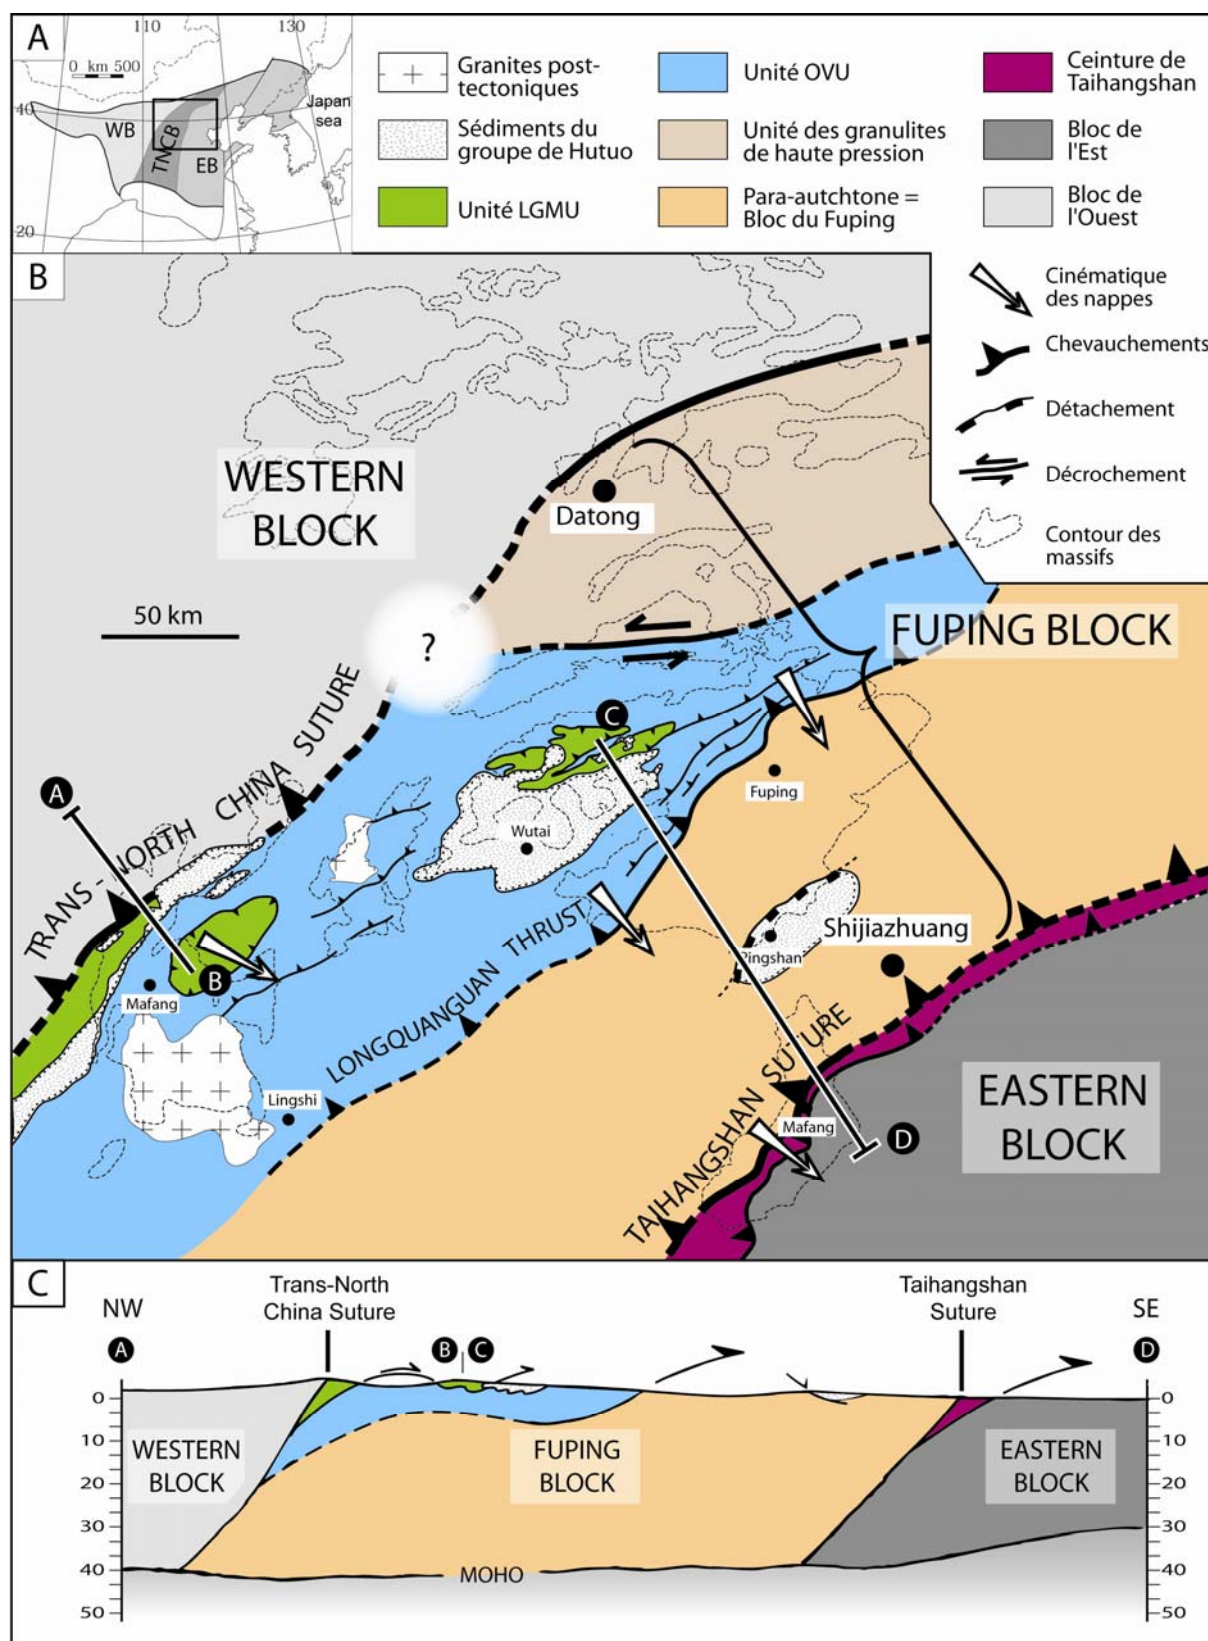 A
110
130
0 km 500
40
WB
TNCB
EB
Japan
sea
20
Granites post-
tectoniques
Sédiments du
groupe de Hutuo
Unité LGMU
Unité OVU
Unité des granulites
de haute pression
Para-autchtone =
Bloc du Fuping
Ceinture de
Taihangshan
Bloc de
l'Est
Bloc de
l'Ouest
Cinématique
des nappes
Chevauchements
Détachement
Décrochement
Contour des
massifs
B
WESTERN
BLOCK
Datong
50 km
?
FUPING BLOCK
TRANS - NORTH CHINA SUTURE
A
C
Fuping
Wutai
B
Mafang
LONGQUANGUAN THRUST
Pingshan
Shijiazhuang
Lingshi
TAIHANGSHAN SUTURE
Mafang
D
EASTERN
BLOCK
C
NW
Trans-North
China Suture
Taihangshan
Suture
SE
A
B
C
D
0
10
20
30
40
50
WESTERN
BLOCK
FUPING
BLOCK
EASTERN
BLOCK
MOHO
0
10
20
30
40
50